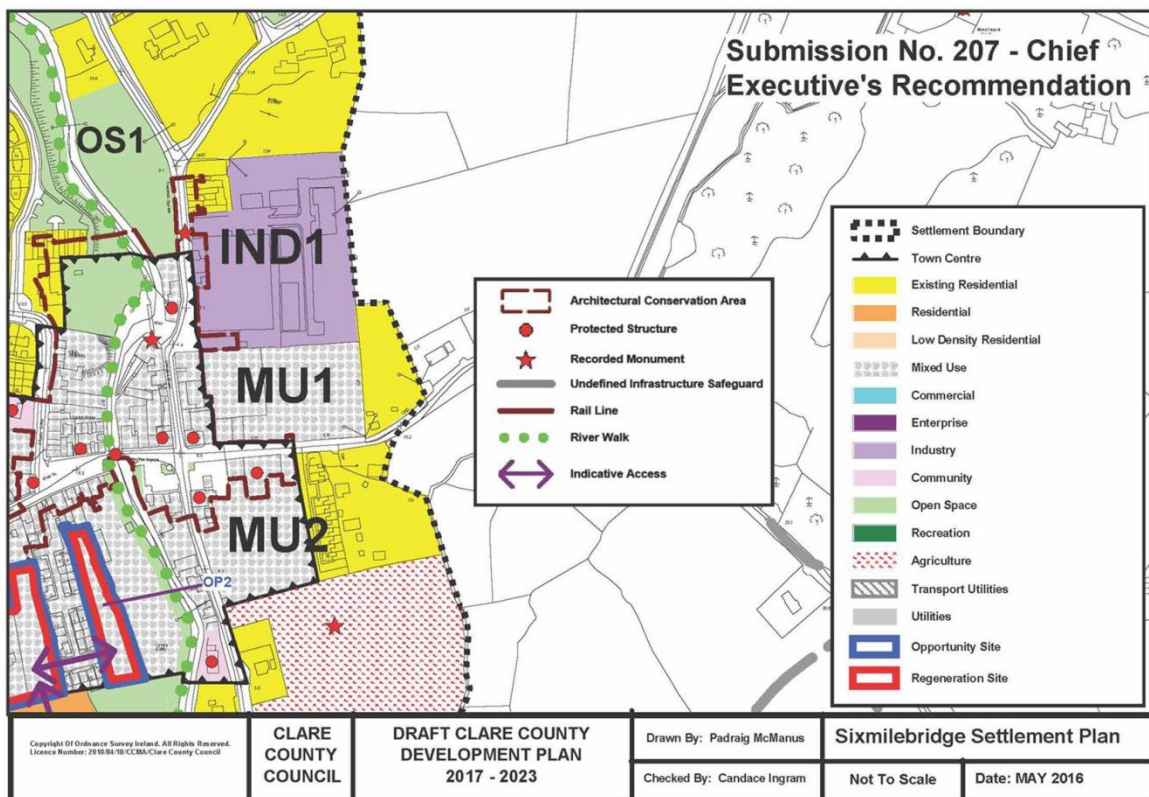 Submission No. 207 - Chief
Executive's Recommendation
OS1
IND1
MU1
MU2
OP2
Architectural Conservation Area
Protected Structure
Recorded Monument
Undefined Infrastructure Safeguard
Rail Line
River Walk
Indicative Access
Settlement Boundary
Town Centre
Existing Residential
Residential
Low Density Residential
Mixed Use
Commercial
Enterprise
Industry
Community
Open Space
Recreation
Agriculture
Transport Utilities
Utilities
Opportunity Site
Regeneration Site
Copyright Of Ordnance Survey Ireland. All Rights Reserved.
Licence Number: 2010/04/10/CCMA/Clare County Council
CLARE
COUNTY
COUNCIL
DRAFT CLARE COUNTY
DEVELOPMENT PLAN
2017 - 2023
Drawn By: Padraig McManus
Checked By: Candace Ingram
Sixmilebridge Settlement Plan
Not To Scale
Date: MAY 2016